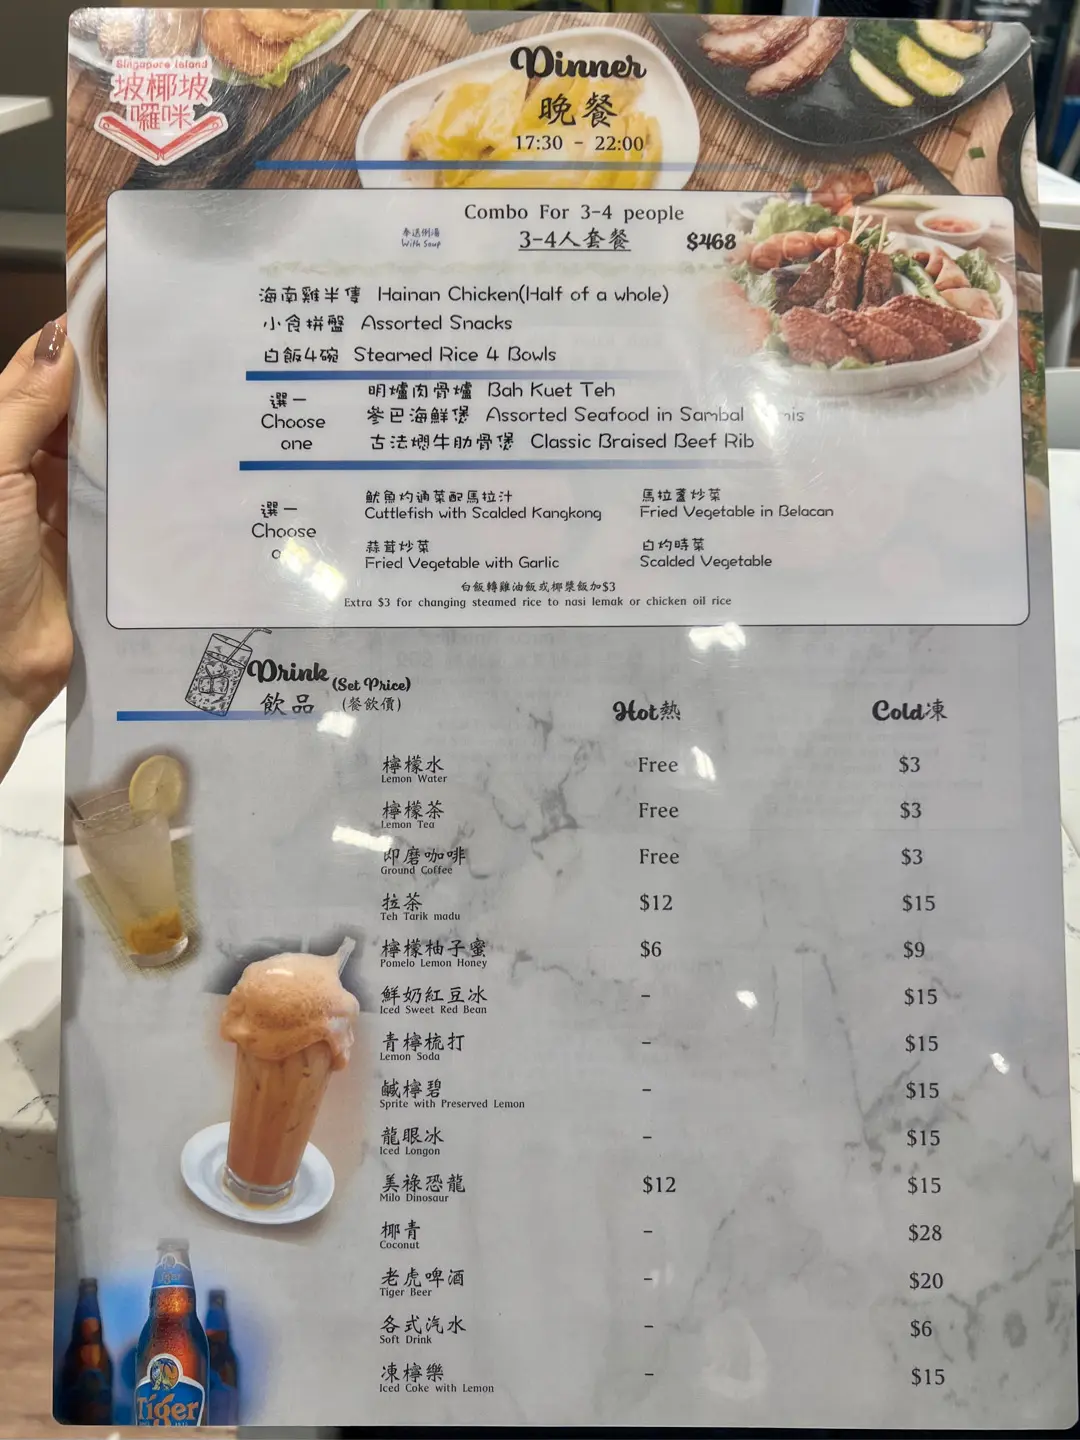 Singapore Island
坡椰坡
囉咪
Dinner
晚餐
17:30 - 22:00
Combo For 3-4 people
奉送例湯
With Soup
3-4人套餐 $468
海南雞半隻 Hainan Chicken(Half of a whole)
小食拼盤 Assorted Snacks
白飯4碗 Steamed Rice 4 Bowls
選一
Choose
one
明爐肉骨爐 Bah Kuet Teh
峇巴海鮮煲 Assorted Seafood in Sambal
古法燜牛肋骨煲 Classic Braised Beef Rib
選一
Choose
魷魚灼通菜配馬拉汁
Cuttlefish with Scalded Kangkong
馬拉盞炒菜
Fried Vegetable in Belacan
蒜茸炒菜
Fried Vegetable with Garlic
白灼時菜
Scalded Vegetable
白飯轉雞油飯或椰漿飯加$3
Extra $3 for changing steamed rice to nasi lemak or chicken oil rice
Drink (Set Price)
飲品 (餐飲價)
Hot熱 Cold凍
檸檬水 Free $3
Lemon Water
檸檬茶 Free $3
Lemon Tea
即磨咖啡 Free $3
Ground Coffee
拉茶 $12 $15
Teh Tarik madu
檸檬柚子蜜 $6 $9
Pomelo Lemon Honey
鮮奶紅豆冰 - $15
Iced Sweet Red Bean
青檸梳打 - $15
Lemon Soda
鹹檸碧 - $15
Sprite with Preserved Lemon
龍眼冰 - $15
Iced Longon
美祿恐龍 $12 $15
Milo Dinosaur
椰青 - $28
Coconut
老虎啤酒 - $20
Tiger Beer
各式汽水 - $6
Soft Drink
凍檸樂 - $15
Iced Coke with Lemon
Tiger